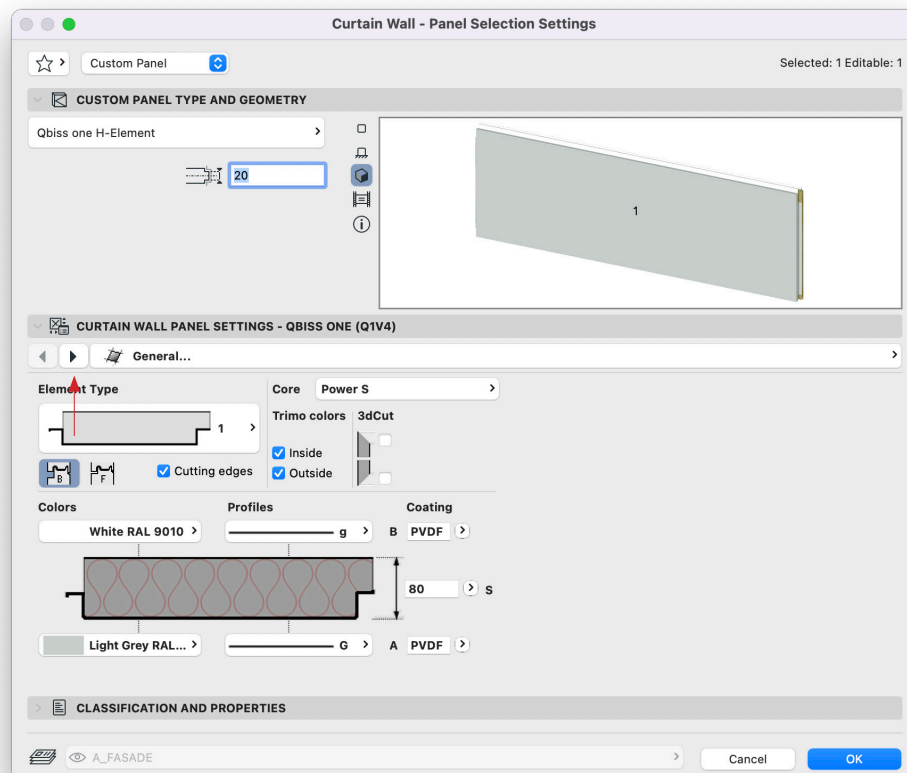 Curtain Wall - Panel Selection Settings
Custom Panel
Selected: 1 Editable: 1
CUSTOM PANEL TYPE AND GEOMETRY
Qbiss one H-Element
20
1
CURTAIN WALL PANEL SETTINGS - QBISS ONE (Q1V4)
General...
Element Type
Core Power S
Trimo colors 3dCut
1
Inside
B F Cutting edges Outside
Colors Profiles Coating
White RAL 9010 g B PVDF
80 S
Light Grey RAL... G A PVDF
CLASSIFICATION AND PROPERTIES
A_FASADE
Cancel OK